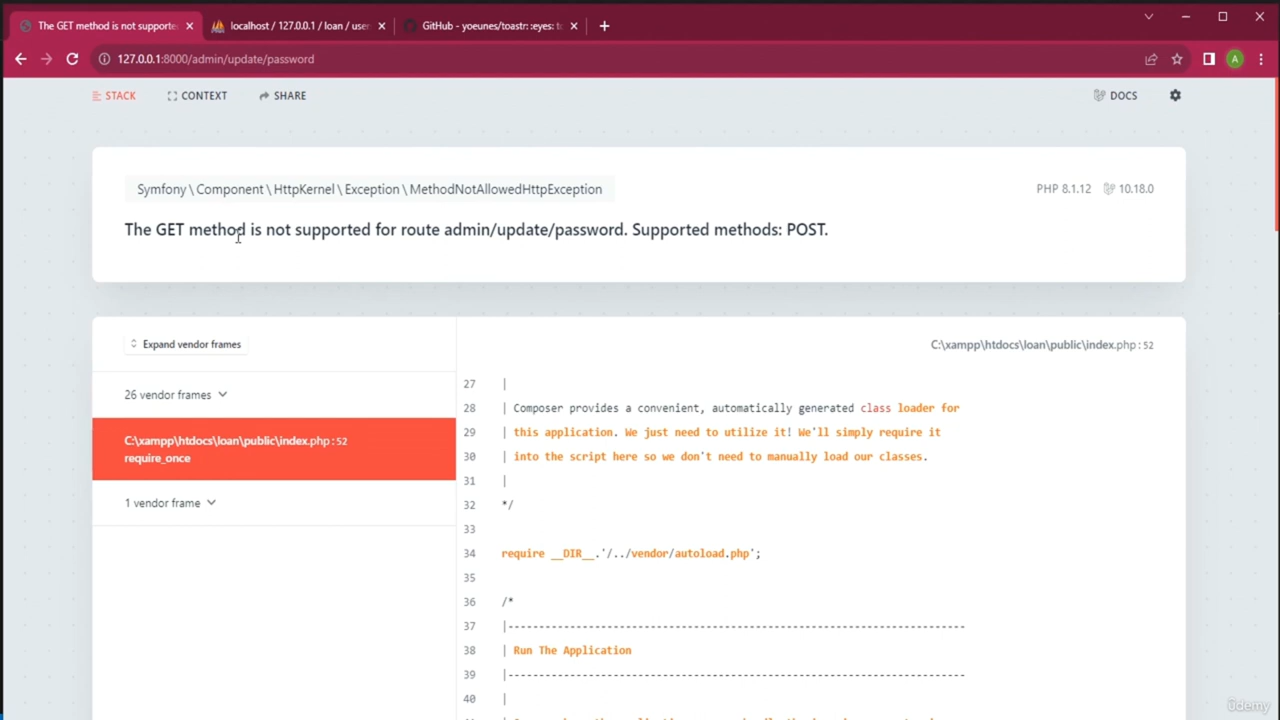 The GET method is not supporte
localhost / 127.0.0.1 / loan / user
GitHub - yoeunes/toastr: :eyes: to
127.0.0.1:8000/admin/update/password
A
STACK
CONTEXT
SHARE
DOCS
Symfony \ Component \ HttpKernel \ Exception \ MethodNotAllowedHttpException
PHP 8.1.12
10.18.0
The GET method is not supported for route admin/update/password. Supported methods: POST.
Expand vendor frames
C:\xampp\htdocs\loan\public\index.php : 52
26 vendor frames
C:\xampp\htdocs\loan\public\index.php : 52
require_once
1 vendor frame
27 |
28 | Composer provides a convenient, automatically generated class loader for
29 | this application. We just need to utilize it! We'll simply require it
30 | into the script here so we don't need to manually load our classes.
31 |
32 */
33
34 require __DIR__.'/../vendor/autoload.php';
35
36 /*
37 |--------------------------------------------------------------------------
38 | Run The Application
39 |--------------------------------------------------------------------------
40 |
ûdemy